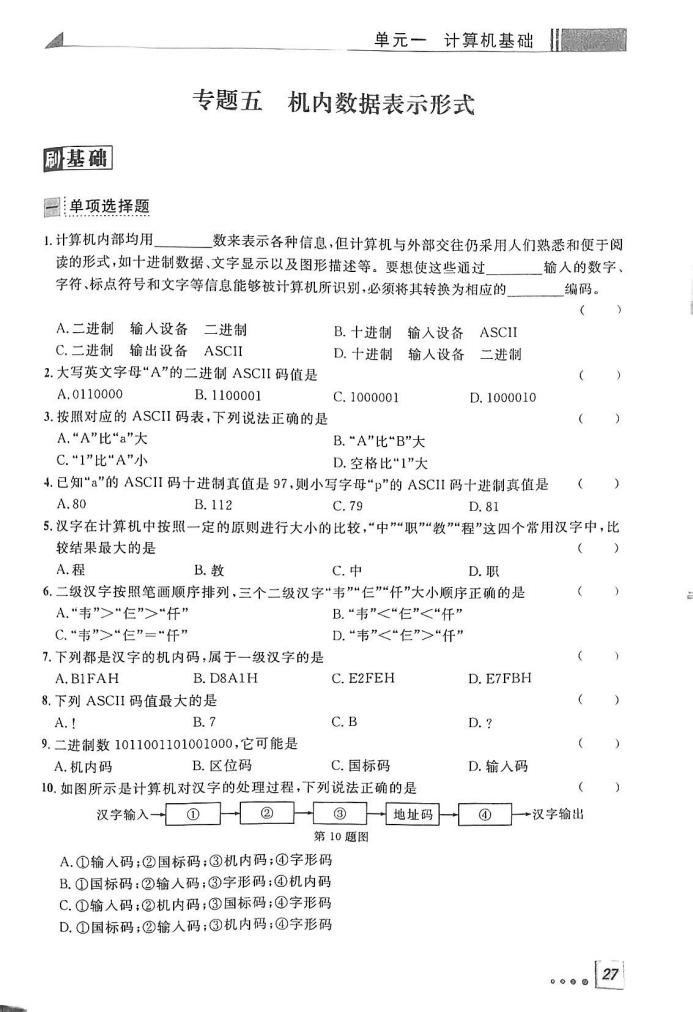 单元一 计算机基础
专题五 机内数据表示形式
刷基础
一 单项选择题
1.计算机内部均用________数来表示各种信息,但计算机与外部交往仍采用人们熟悉和便于阅
读的形式,如十进制数据、文字显示以及图形描述等。要想使这些通过________输入的数字、
字符、标点符号和文字等信息能够被计算机所识别,必须将其转换为相应的________编码。
( )
A.二进制 输入设备 二进制 B.十进制 输入设备 ASCII
C.二进制 输出设备 ASCII D.十进制 输入设备 二进制
2.大写英文字母“A”的二进制 ASCII 码值是 ( )
A.0110000 B.1100001 C.1000001 D.1000010
3.按照对应的 ASCII 码表,下列说法正确的是 ( )
A.“A”比“a”大 B.“A”比“B”大
C.“1”比“A”小 D.空格比“1”大
4.已知“a”的 ASCII 码十进制真值是 97,则小写字母“p”的 ASCII 码十进制真值是 ( )
A.80 B.112 C.79 D.81
5.汉字在计算机中按照一定的原则进行大小的比较,“中”“职”“教”“程”这四个常用汉字中,比
较结果最大的是 ( )
A.程 B.教 C.中 D.职
6.二级汉字按照笔画顺序排列,三个二级汉字“韦”“仨”“仟”大小顺序正确的是 ( )
A.“韦”>“仨”>“仟” B.“韦”<“仨”<“仟”
C.“韦”>“仨”=“仟” D.“韦”<“仨”>“仟”
7.下列都是汉字的机内码,属于一级汉字的是 ( )
A.B1FAH B.D8A1H C.E2FEH D.E7FBH
8.下列 ASCII 码值最大的是 ( )
A.! B.7 C.B D.?
9.二进制数 1011001101001000,它可能是 ( )
A.机内码 B.区位码 C.国标码 D.输入码
10.如图所示是计算机对汉字的处理过程,下列说法正确的是 ( )
汉字输入→①→②→③→地址码→④→汉字输出
第 10 题图
A.①输入码;②国标码;③机内码;④字形码
B.①国标码;②输入码;③字形码;④机内码
C.①输入码;②机内码;③国标码;④字形码
D.①国标码;②输入码;③机内码;④字形码
27